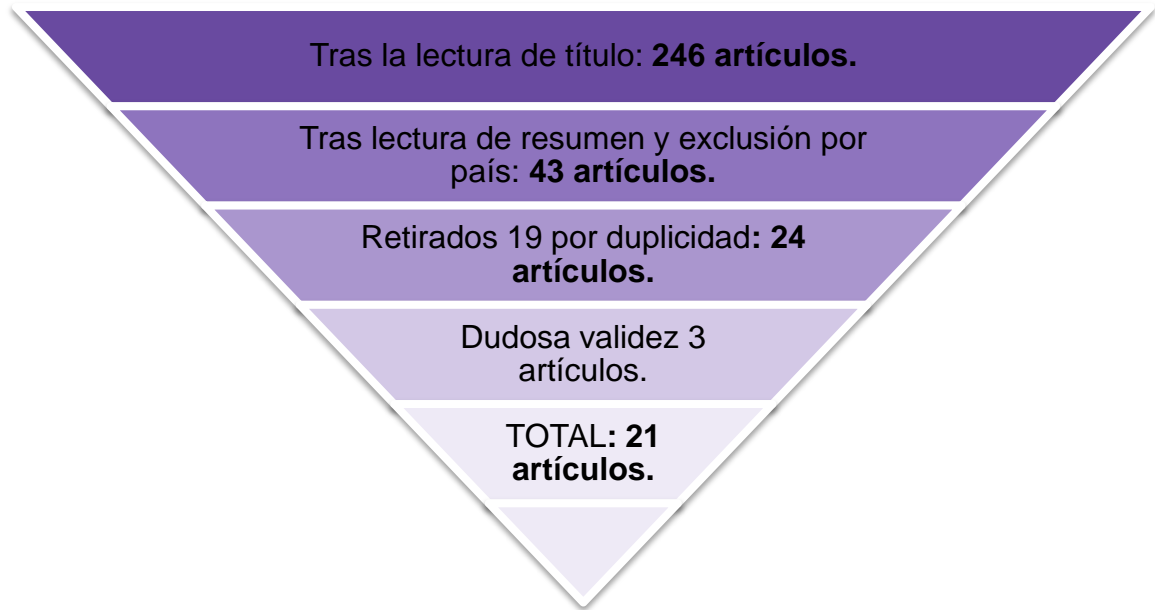 Tras la lectura de título: 246 artículos.
Tras lectura de resumen y exclusión por
país: 43 artículos.
Retirados 19 por duplicidad: 24
artículos.
Dudosa validez 3
artículos.
TOTAL: 21
artículos.